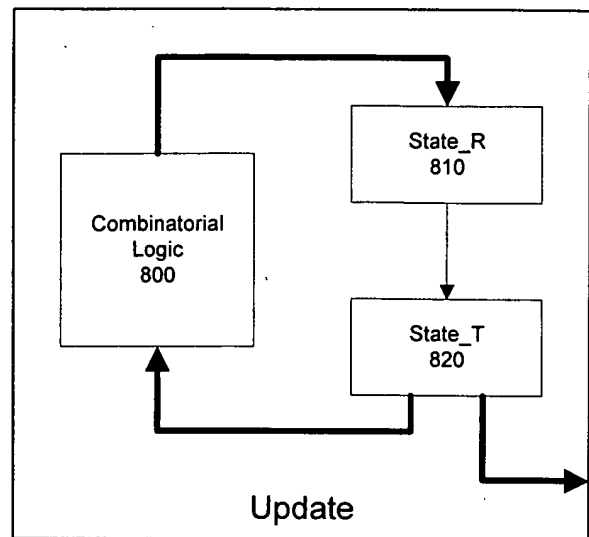 State_R
810
Combinatorial
Logic
800
State_T
820
Update